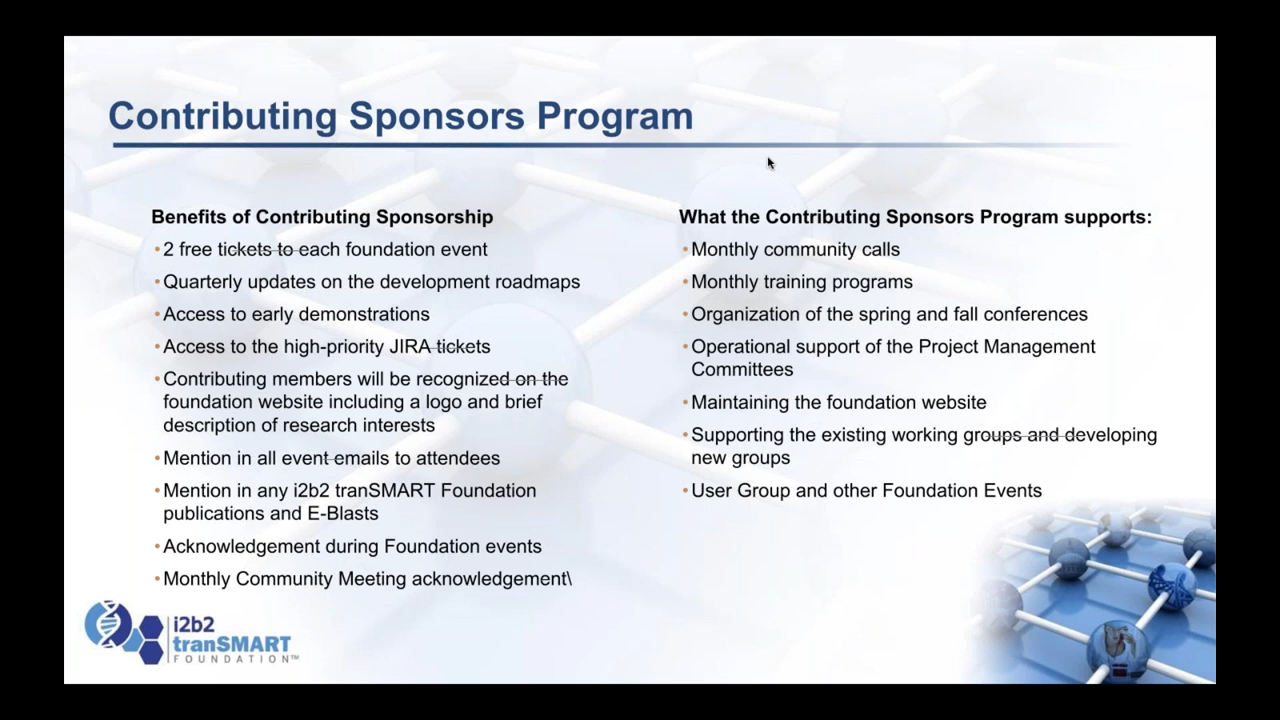 Contributing Sponsors Program
Benefits of Contributing Sponsorship
•2 free tickets to each foundation event
•Quarterly updates on the development roadmaps
•Access to early demonstrations
•Access to the high-priority JIRA tickets
•Contributing members will be recognized on the
foundation website including a logo and brief
description of research interests
•Mention in all event emails to attendees
•Mention in any i2b2 tranSMART Foundation
publications and E-Blasts
•Acknowledgement during Foundation events
•Monthly Community Meeting acknowledgement\
What the Contributing Sponsors Program supports:
•Monthly community calls
•Monthly training programs
•Organization of the spring and fall conferences
•Operational support of the Project Management
Committees
•Maintaining the foundation website
•Supporting the existing working groups and developing
new groups
•User Group and other Foundation Events
i2b2
tranSMART
FOUNDATION™